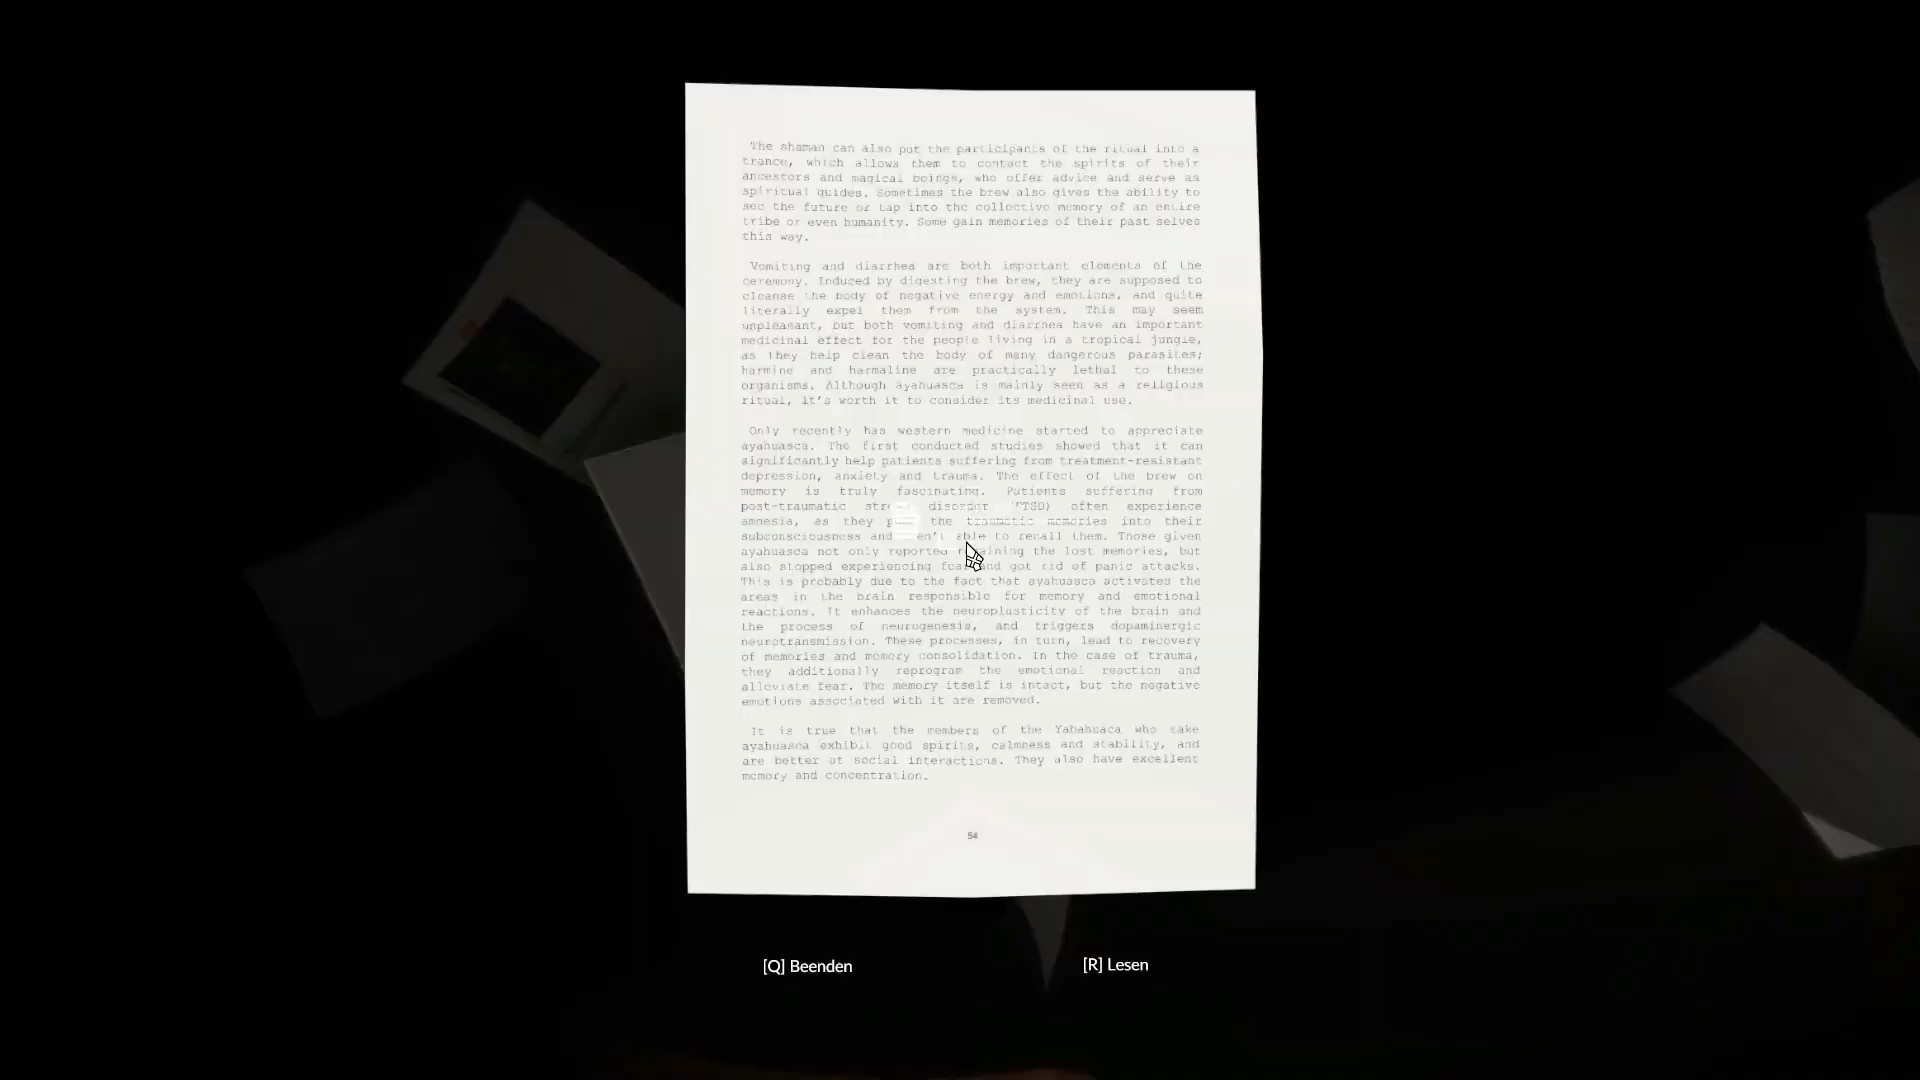 The shaman can also put the participants of the ritual into a
trance, which allows them to contact the spirits of their
ancestors and magical beings, who offer advice and serve as
spiritual guides. Sometimes the brew also gives the ability to
see the future or tap into the collective memory of an entire
tribe or even humanity. Some gain memories of their past selves
this way.
Vomiting and diarrhea are both important elements of the
ceremony. Induced by digesting the brew, they are supposed to
cleanse the body of negative energy and emotions, and quite
literally expel them from the system. This may seem
unpleasant, but both vomiting and diarrhea have an important
medicinal effect for the people living in a tropical jungle,
as they help clean the body of many dangerous parasites;
harmine and harmaline are practically lethal to these
organisms. Although ayahuasca is mainly seen as a religious
ritual, it's worth it to consider its medicinal use.
Only recently has western medicine started to appreciate
ayahuasca. The first conducted studies showed that it can
significantly help patients suffering from treatment-resistant
depression, anxiety and trauma. The effect of the brew on
memory is truly fascinating. Patients suffering from
post-traumatic disorder often experience
amnesia, as they the traumatic memories into their
subconsciousness and able to recall them. Those given
ayahuasca not only reported the lost memories, but
also stopped experiencing fear and got rid of panic attacks.
This is probably due to the fact that ayahuasca activates the
areas in the brain responsible for memory and emotional
reactions. It enhances the neuroplasticity of the brain and
the process of neurogenesis, and triggers dopaminergic
neurotransmission. These processes, in turn, lead to recovery
of memories and memory consolidation. In the case of trauma,
they additionally reprogram the emotional reaction and
alleviate fear. The memory itself is intact, but the negative
emotions associated with it are removed.
It is true that the members of the Yabahuaca who take
ayahuasca exhibit good spirits, calmness and stability, and
are better at social interactions. They also have excellent
memory and concentration.
54
[Q] Beenden
[R] Lesen